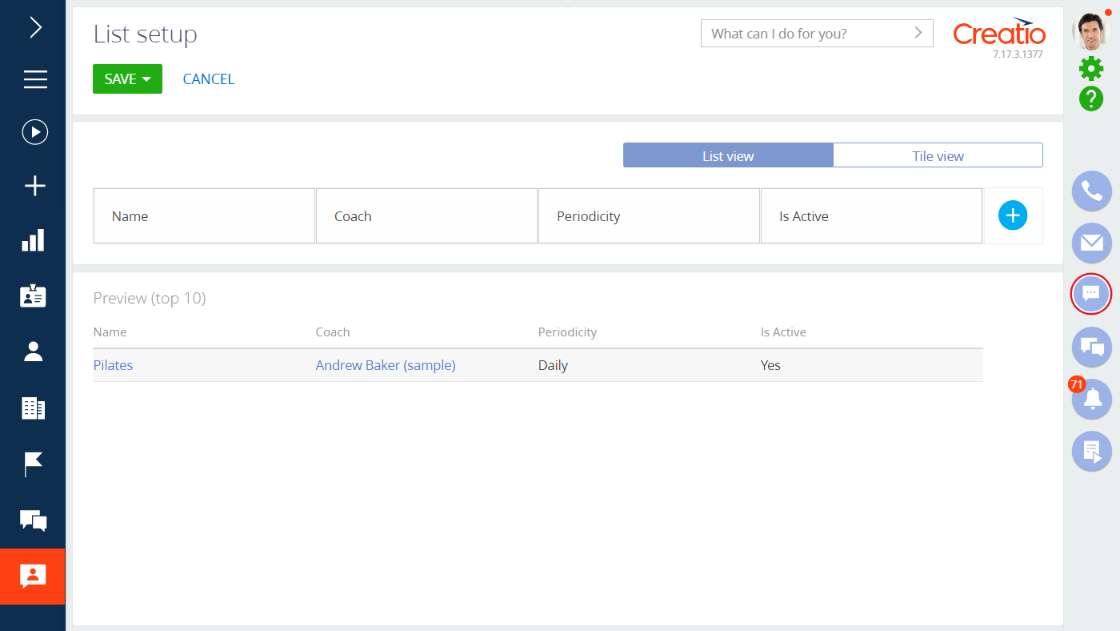 List setup
What can I do for you?
Creatio
7.17.3.1377
SAVE
CANCEL
List view
Tile view
Name
Coach
Periodicity
Is Active
Preview (top 10)
Name
Coach
Periodicity
Is Active
Pilates
Andrew Baker (sample)
Daily
Yes
?
71